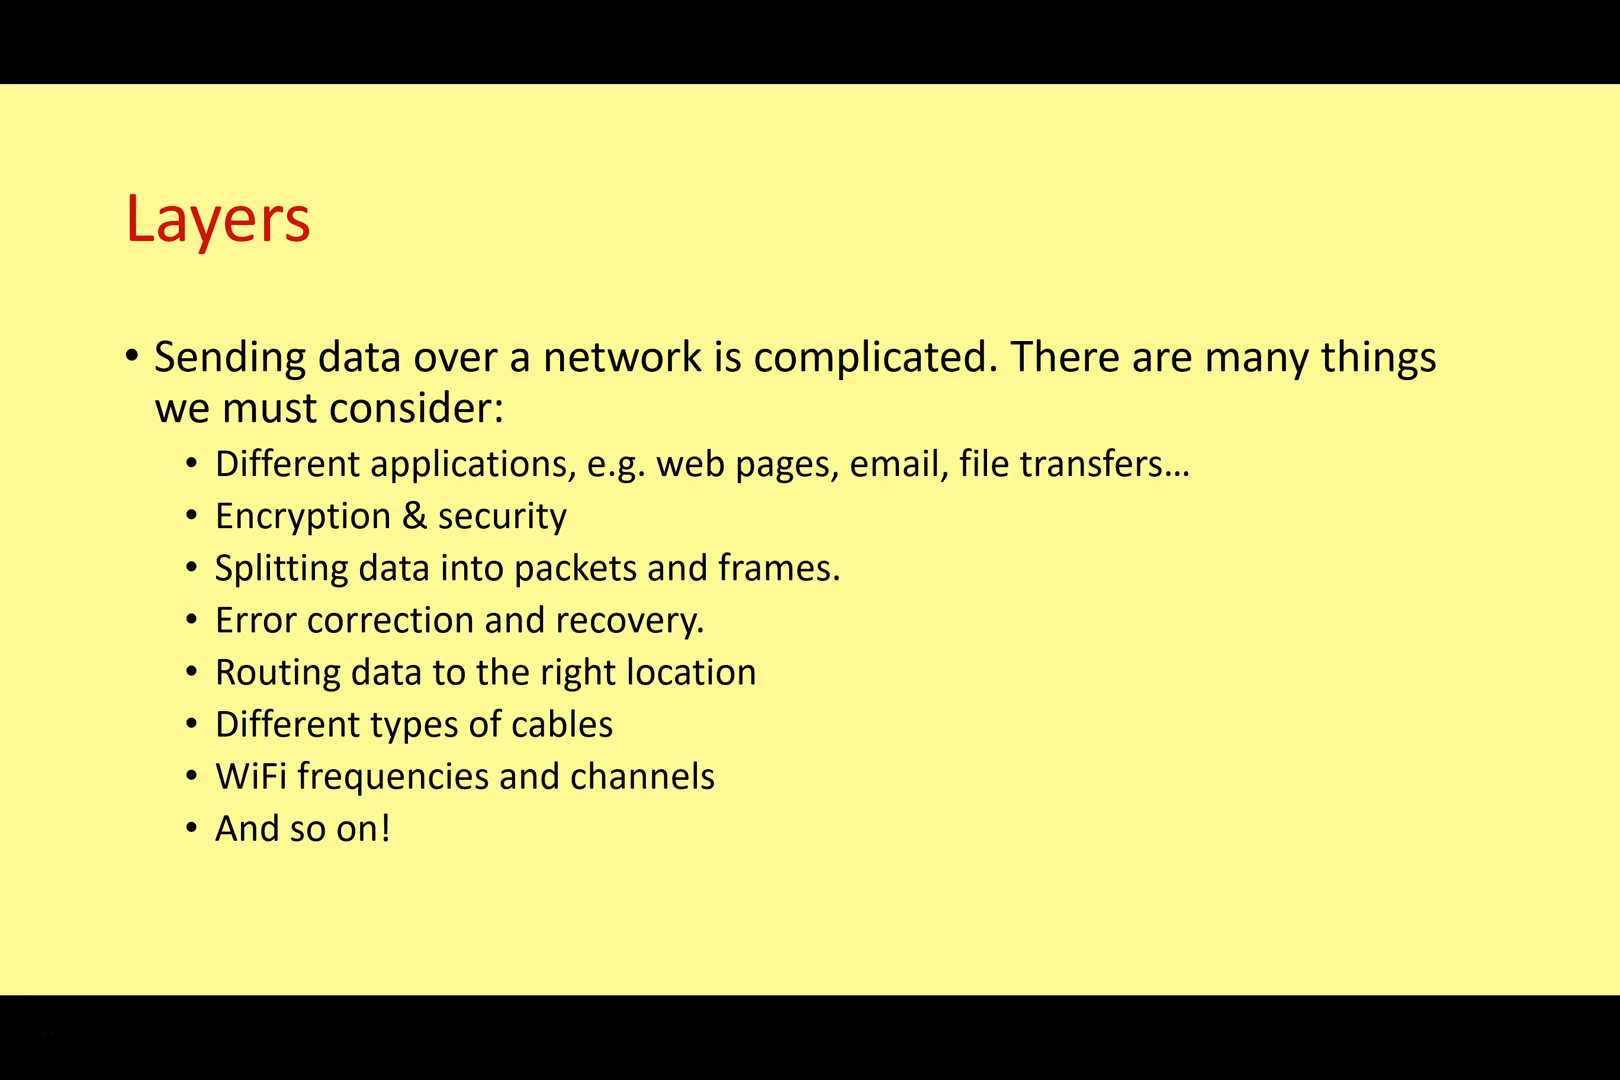 Layers
• Sending data over a network is complicated. There are many things
we must consider:
• Different applications, e.g. web pages, email, file transfers…
• Encryption & security
• Splitting data into packets and frames.
• Error correction and recovery.
• Routing data to the right location
• Different types of cables
• WiFi frequencies and channels
• And so on!